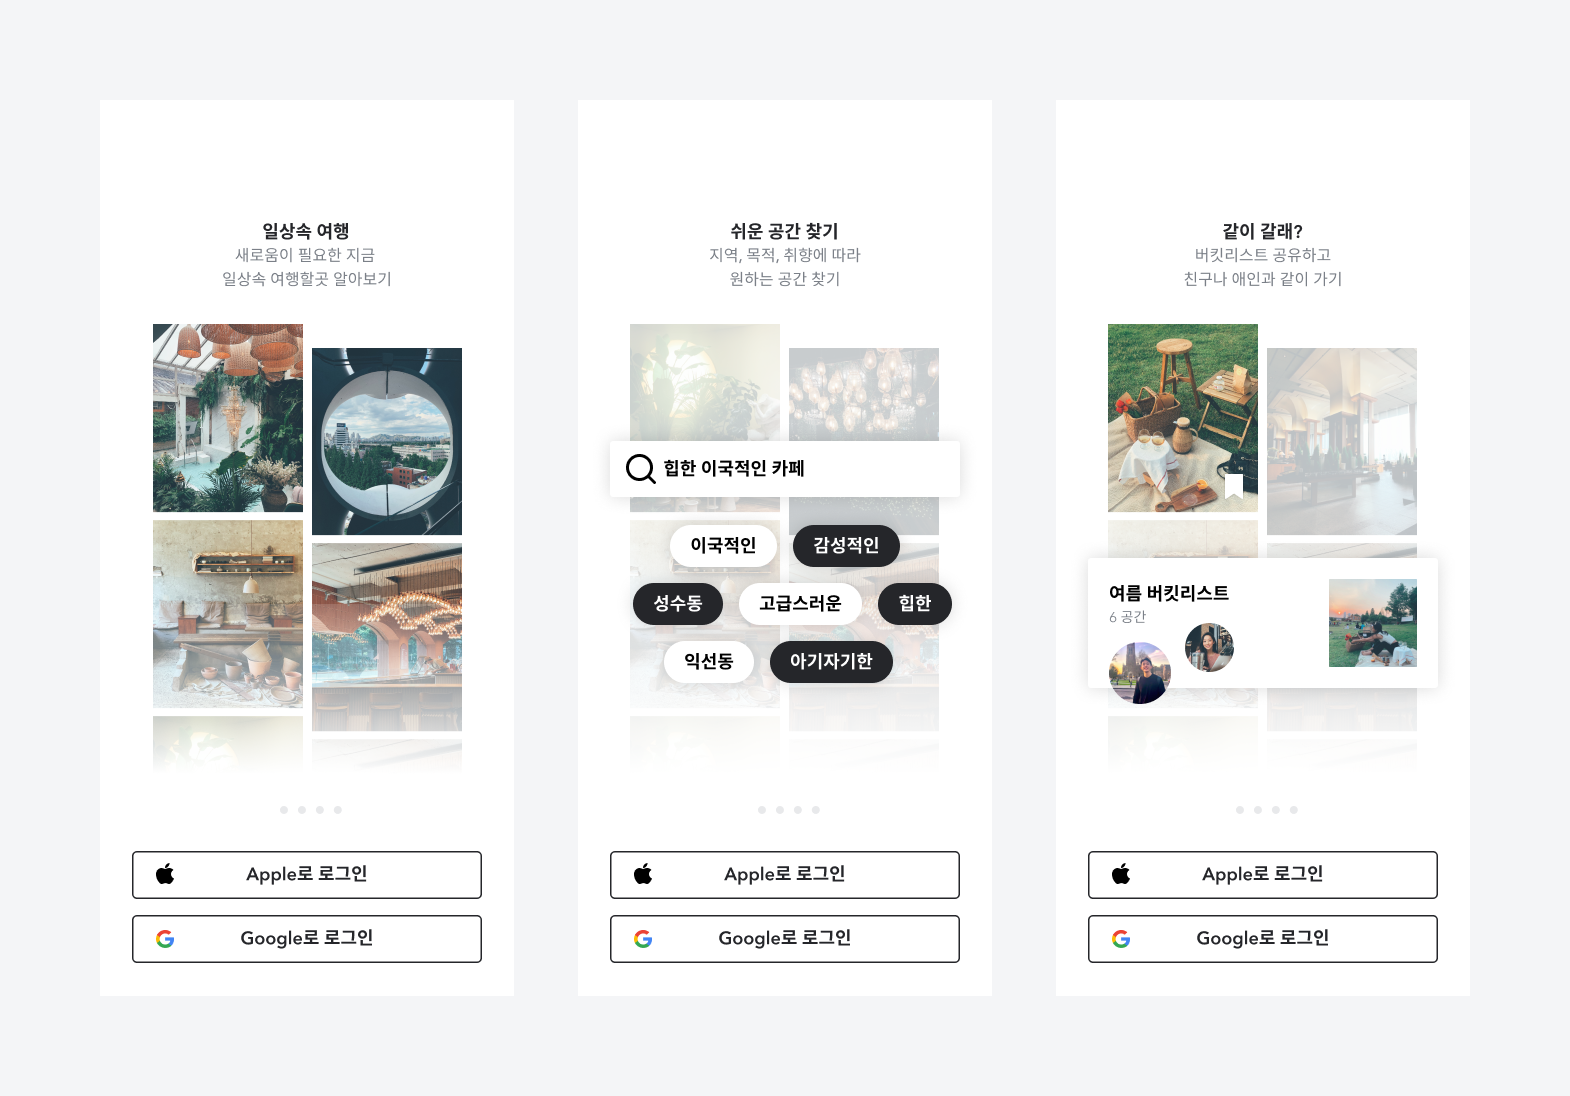 일상속 여행
새로움이 필요한 지금
일상속 여행할곳 알아보기
Apple로 로그인
Google로 로그인
쉬운 공간 찾기
지역, 목적, 취향에 따라
원하는 공간 찾기
힙한 이국적인 카페
이국적인 감성적인
성수동 고급스러운 힙한
익선동 아기자기한
Apple로 로그인
Google로 로그인
같이 갈래?
버킷리스트 공유하고
친구나 애인과 같이 가기
여름 버킷리스트
6 공간
Apple로 로그인
Google로 로그인